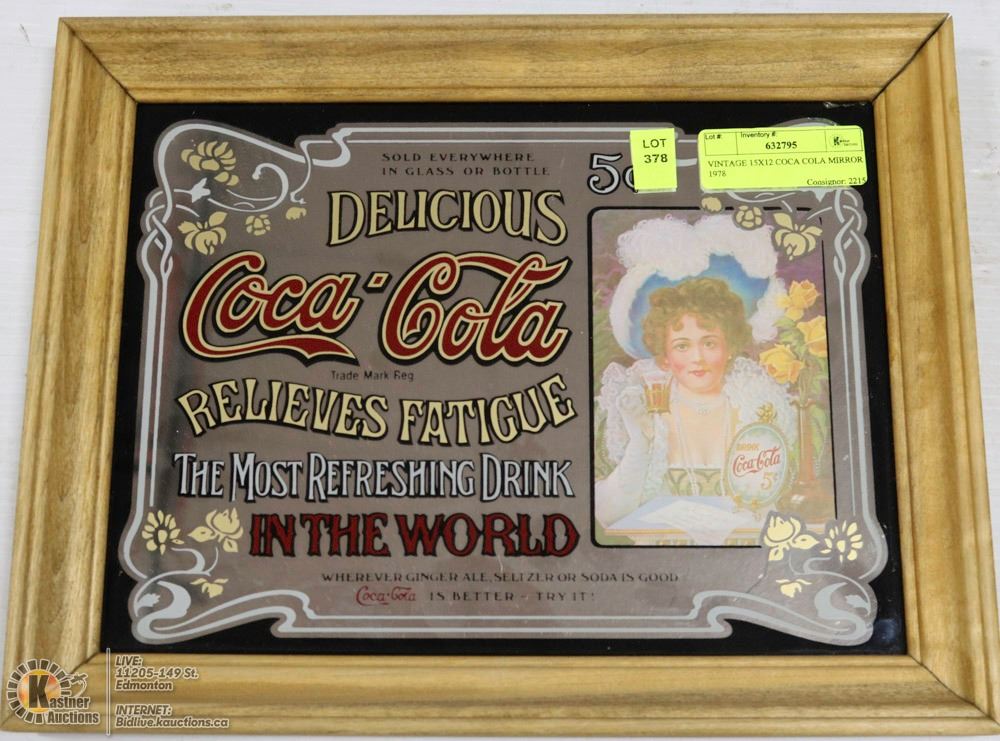 SOLD EVERYWHERE
IN GLASS OR BOTTLE
5¢
LOT
378
Lot #:
Inventory #:
632795
Kastner
Auctions
VINTAGE 15X12 COCA COLA MIRROR
1978
Consignor: 2215
DELICIOUS
Coca-Cola
Trade Mark Reg
RELIEVES FATIGUE
THE MOST REFRESHING DRINK
IN THE WORLD
DRINK
Coca-Cola
5¢
WHEREVER GINGER ALE, SELTZER OR SODA IS GOOD
Coca-Cola IS BETTER - TRY IT!
Kastner
Auctions
LIVE:
11205-149 St.
Edmonton
INTERNET:
Bidlive.kauctions.ca